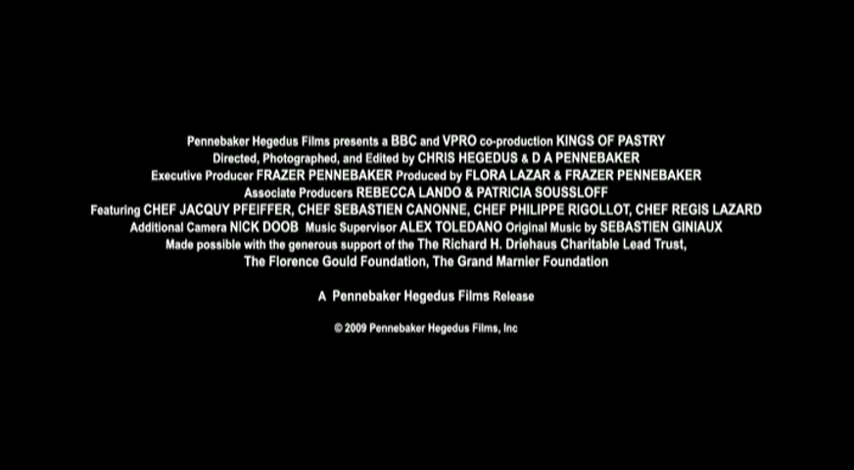 Pennebaker Hegedus Films presents a BBC and VPRO co-production KINGS OF PASTRY
Directed, Photographed, and Edited by CHRIS HEGEDUS & D A PENNEBAKER
Executive Producer FRAZER PENNEBAKER Produced by FLORA LAZAR & FRAZER PENNEBAKER
Associate Producers REBECCA LANDO & PATRICIA SOUSSLOFF
Featuring CHEF JACQUY PFEIFFER, CHEF SEBASTIEN CANONNE, CHEF PHILIPPE RIGOLLOT, CHEF REGIS LAZARD
Additional Camera NICK DOOB Music Supervisor ALEX TOLEDANO Original Music by SEBASTIEN GINIAUX
Made possible with the generous support of the The Richard H. Driehaus Charitable Lead Trust,
The Florence Gould Foundation, The Grand Marnier Foundation
A Pennebaker Hegedus Films Release
© 2009 Pennebaker Hegedus Films, Inc